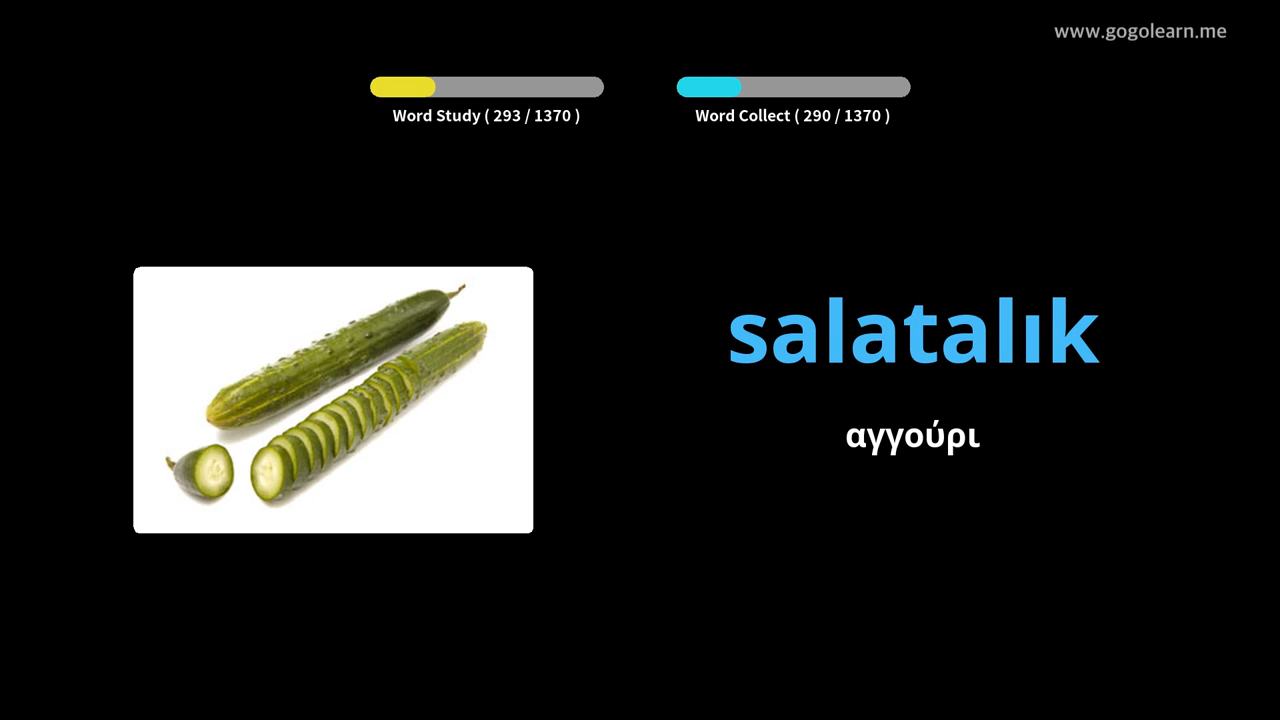 www.gogolearn.me
Word Study ( 293 / 1370 )
Word Collect ( 290 / 1370 )
salatalık
αγγούρι